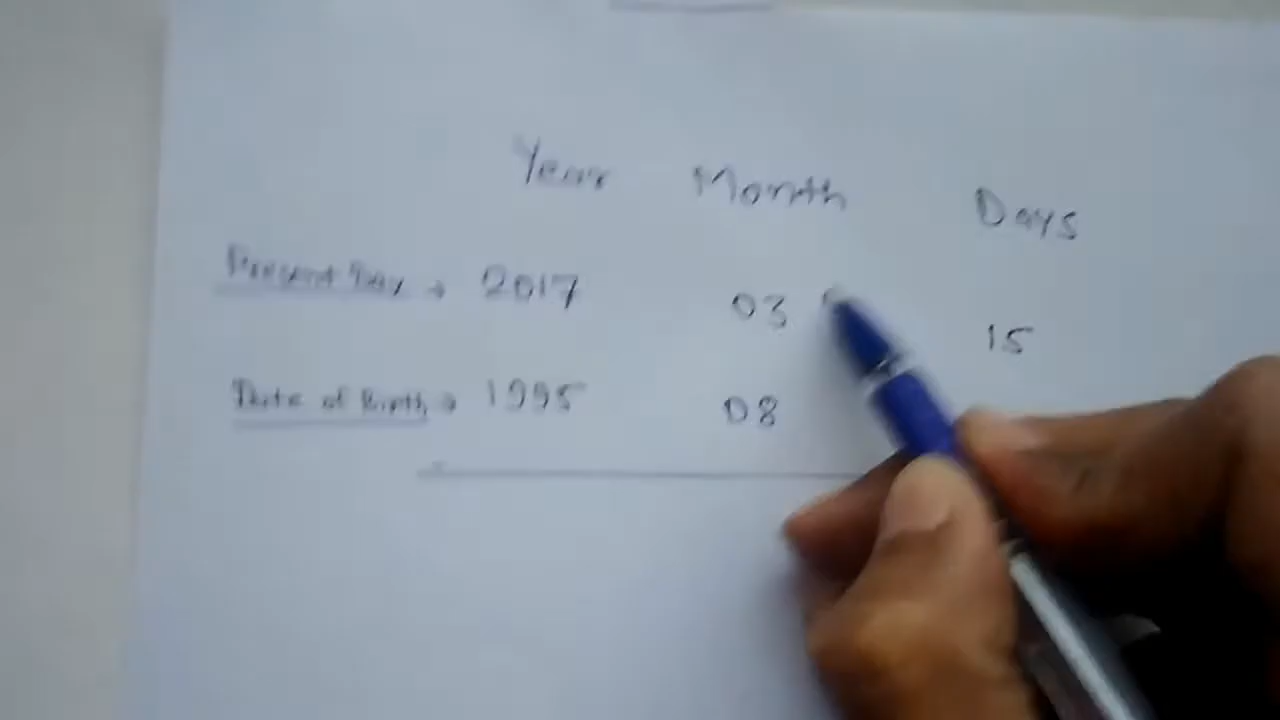 Year Month Days
Present Day → 2017 03 15
Date of Birth → 1995 08